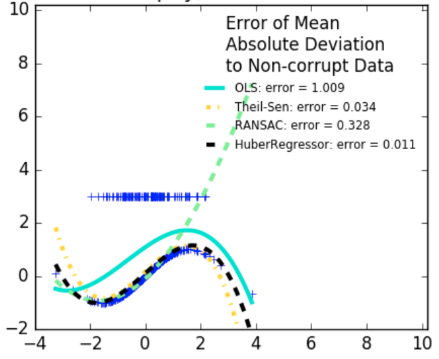 Error of Mean
Absolute Deviation
to Non-corrupt Data
OLS: error = 1.009
Theil-Sen: error = 0.034
RANSAC: error = 0.328
HuberRegressor: error = 0.011
10
8
6
4
2
0
−2
−4 −2 0 2 4 6 8 10